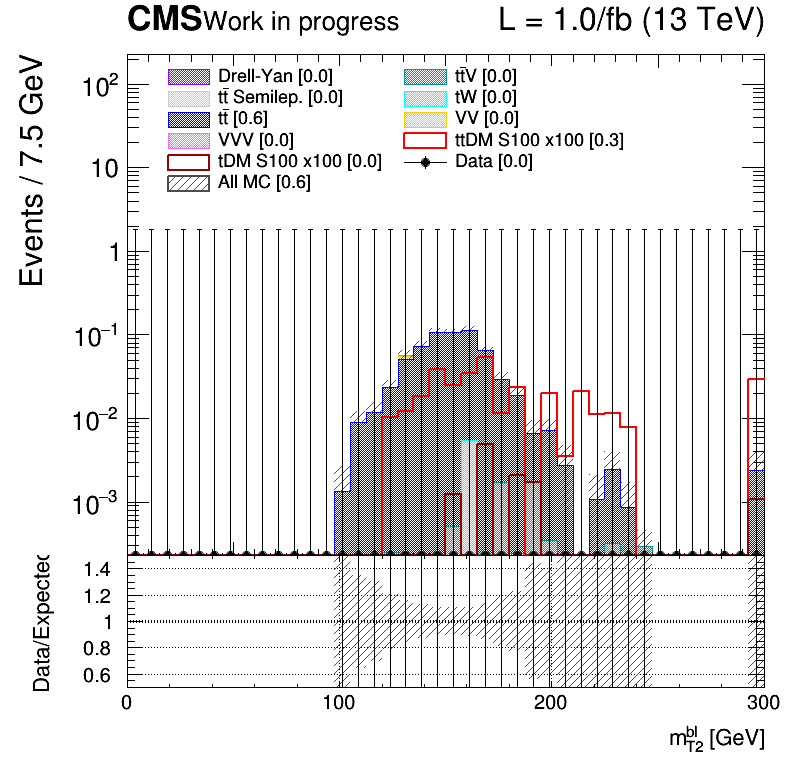 CMS Work in progress L = 1.0/fb (13 TeV)
Drell-Yan [0.0] tt̄V [0.0]
tt̄ Semilep. [0.0] tW [0.0]
tt̄ [0.6] VV [0.0]
VVV [0.0] ttDM S100 x100 [0.3]
tDM S100 x100 [0.0] Data [0.0]
All MC [0.6]
Events / 7.5 GeV
10²
10
1
10⁻¹
10⁻²
10⁻³
Data/Expected
1.4
1.2
1
0.8
0.6
0 100 200 300
m_{T2}^{bl} [GeV]